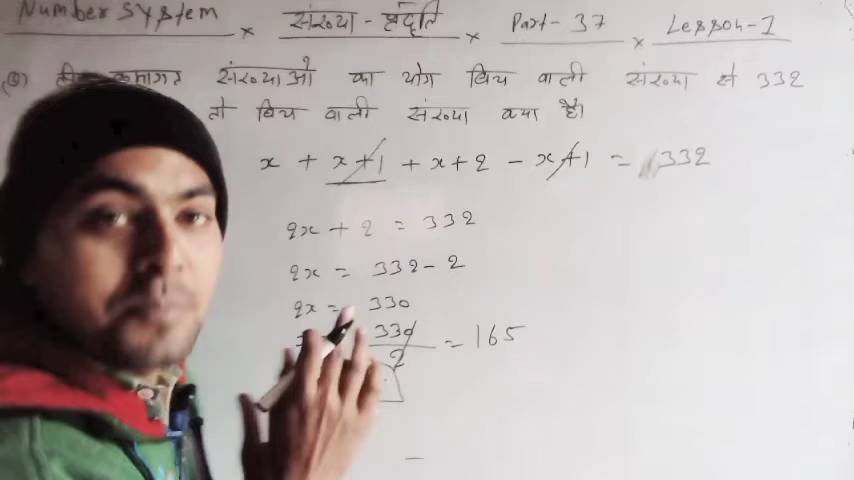 Number System × संख्या - पद्दति × Part - 37 × Lesson - 1
क्रमागत संख्याओं का योग बिच वाली संख्या से 332
तो बिच वाली संख्या क्या है।
x + x + 1 + x + 2 - x + 1 = 332
2x + 2 = 332
2x = 332 - 2
2x = 330
330/2 = 165